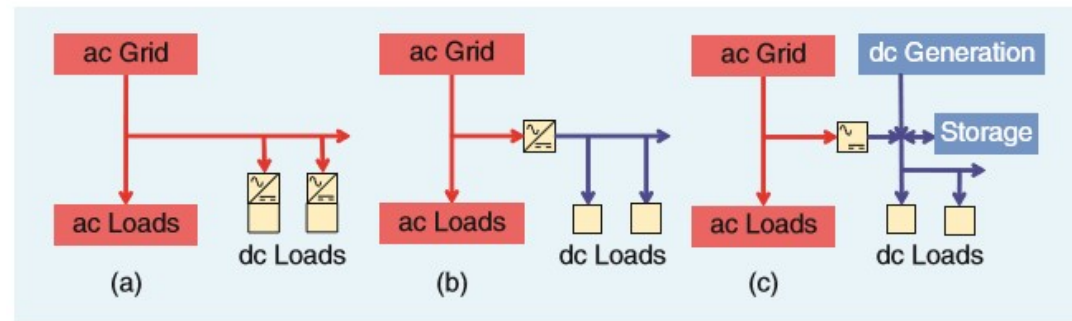 ac Grid
ac Loads
dc Loads
(a)
ac Grid
ac Loads
dc Loads
(b)
ac Grid
dc Generation
Storage
ac Loads
dc Loads
(c)